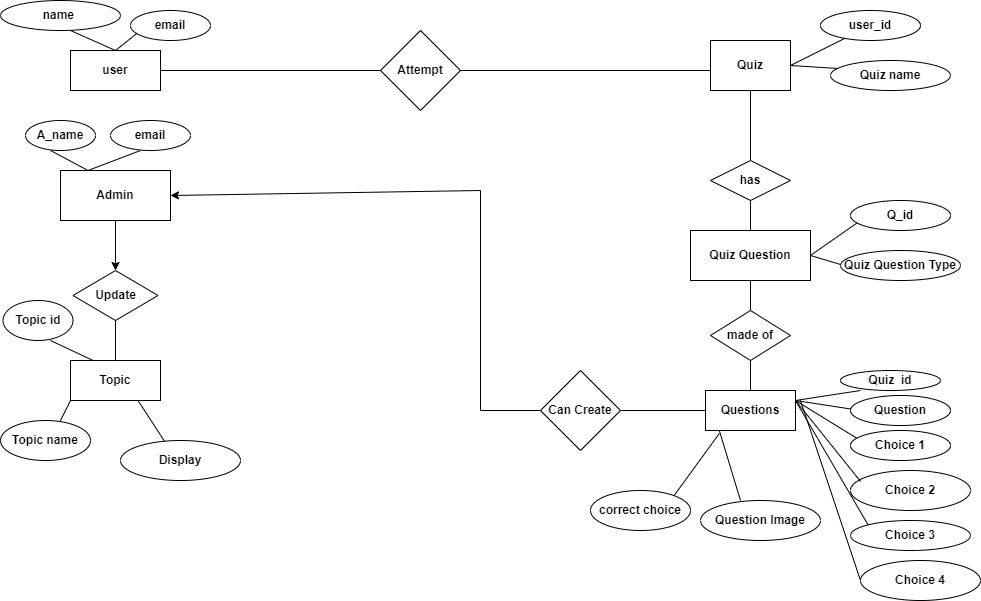 name
email
user
Attempt
Quiz
user_id
Quiz name
A_name
email
Admin
has
Q_id
Quiz Question
Quiz Question Type
Update
Topic id
made of
Topic
Can Create
Questions
Quiz id
Question
Choice 1
Topic name
Display
Choice 2
correct choice
Question Image
Choice 3
Choice 4